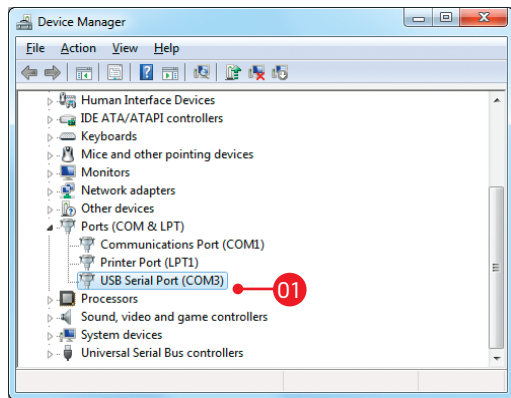 Device Manager
File Action View Help
Human Interface Devices
IDE ATA/ATAPI controllers
Keyboards
Mice and other pointing devices
Monitors
Network adapters
Other devices
Ports (COM & LPT)
Communications Port (COM1)
Printer Port (LPT1)
USB Serial Port (COM3)
01
Processors
Sound, video and game controllers
System devices
Universal Serial Bus controllers